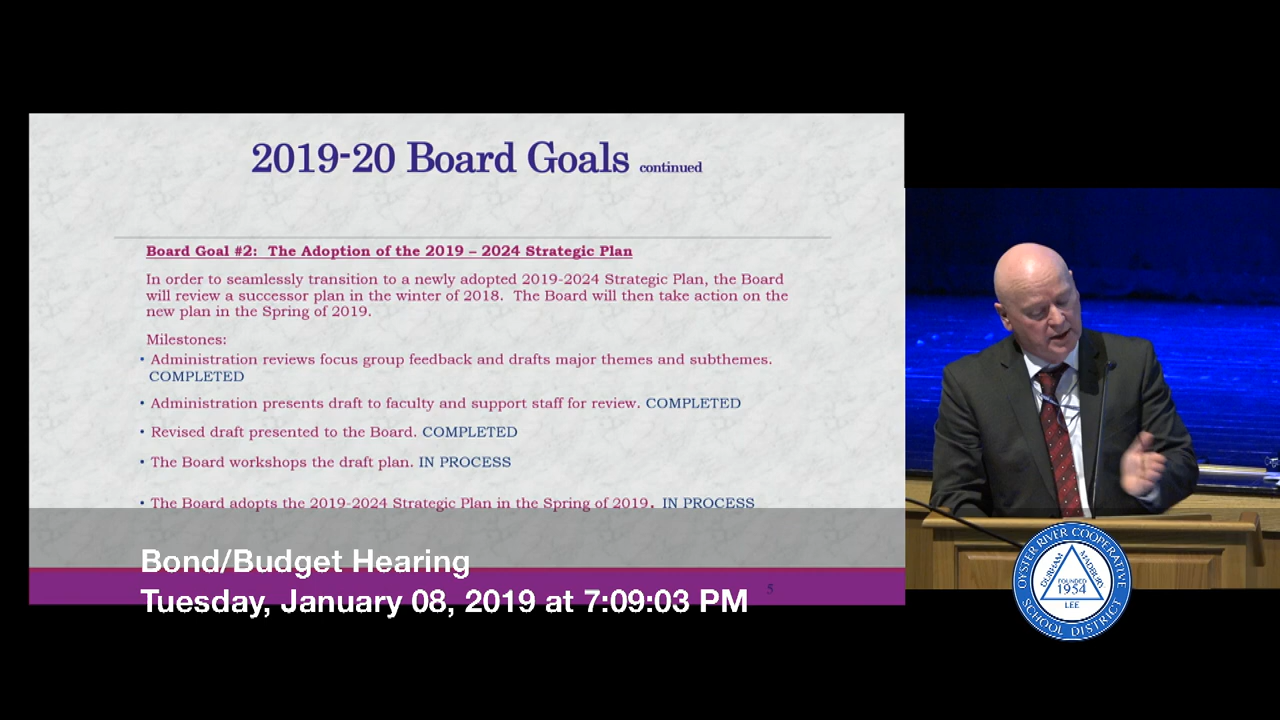 2019-20 Board Goals continued
Board Goal #2: The Adoption of the 2019 – 2024 Strategic Plan
In order to seamlessly transition to a newly adopted 2019-2024 Strategic Plan, the Board
will review a successor plan in the winter of 2018. The Board will then take action on the
new plan in the Spring of 2019.
Milestones:
• Administration reviews focus group feedback and drafts major themes and subthemes.
COMPLETED
• Administration presents draft to faculty and support staff for review. COMPLETED
• Revised draft presented to the Board. COMPLETED
• The Board workshops the draft plan. IN PROCESS
• The Board adopts the 2019-2024 Strategic Plan in the Spring of 2019. IN PROCESS
5
Bond/Budget Hearing
Tuesday, January 08, 2019 at 7:09:03 PM
OYSTER RIVER COOPERATIVE
SCHOOL DISTRICT
DURHAM
MADBURY
FOUNDED
1954
LEE